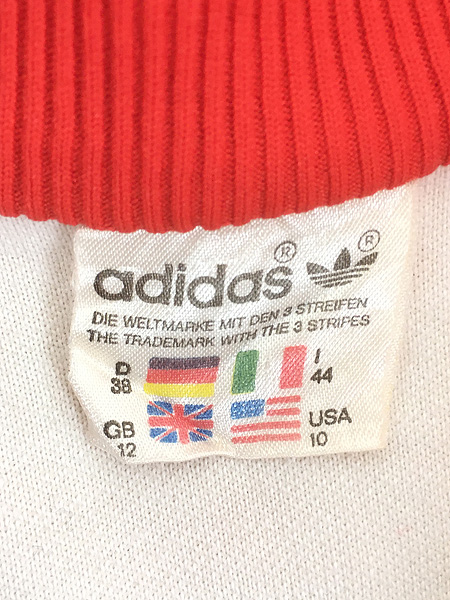 adidas® ®
DIE WELTMARKE MIT DEN 3 STREIFEN
THE TRADEMARK WITH THE 3 STRIPES
D I
38 44
GB USA
12 10